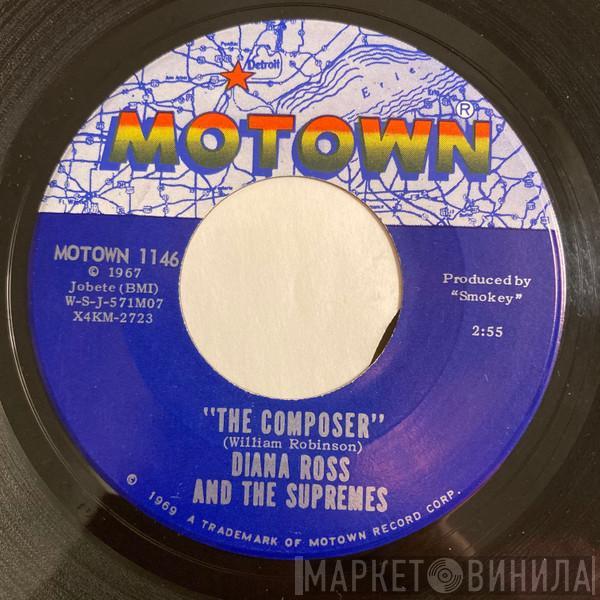 Detroit
Erie
MOTOWN ®
MOTOWN 1146
© 1967
Jobete (BMI)
W-S-J-571M07
X4KM-2723
Produced by
"Smokey"
2:55
"THE COMPOSER"
(William Robinson)
DIANA ROSS
AND THE SUPREMES
© 1969 A TRADEMARK OF MOTOWN RECORD CORP.
МАРКЕТ ВИНИЛА